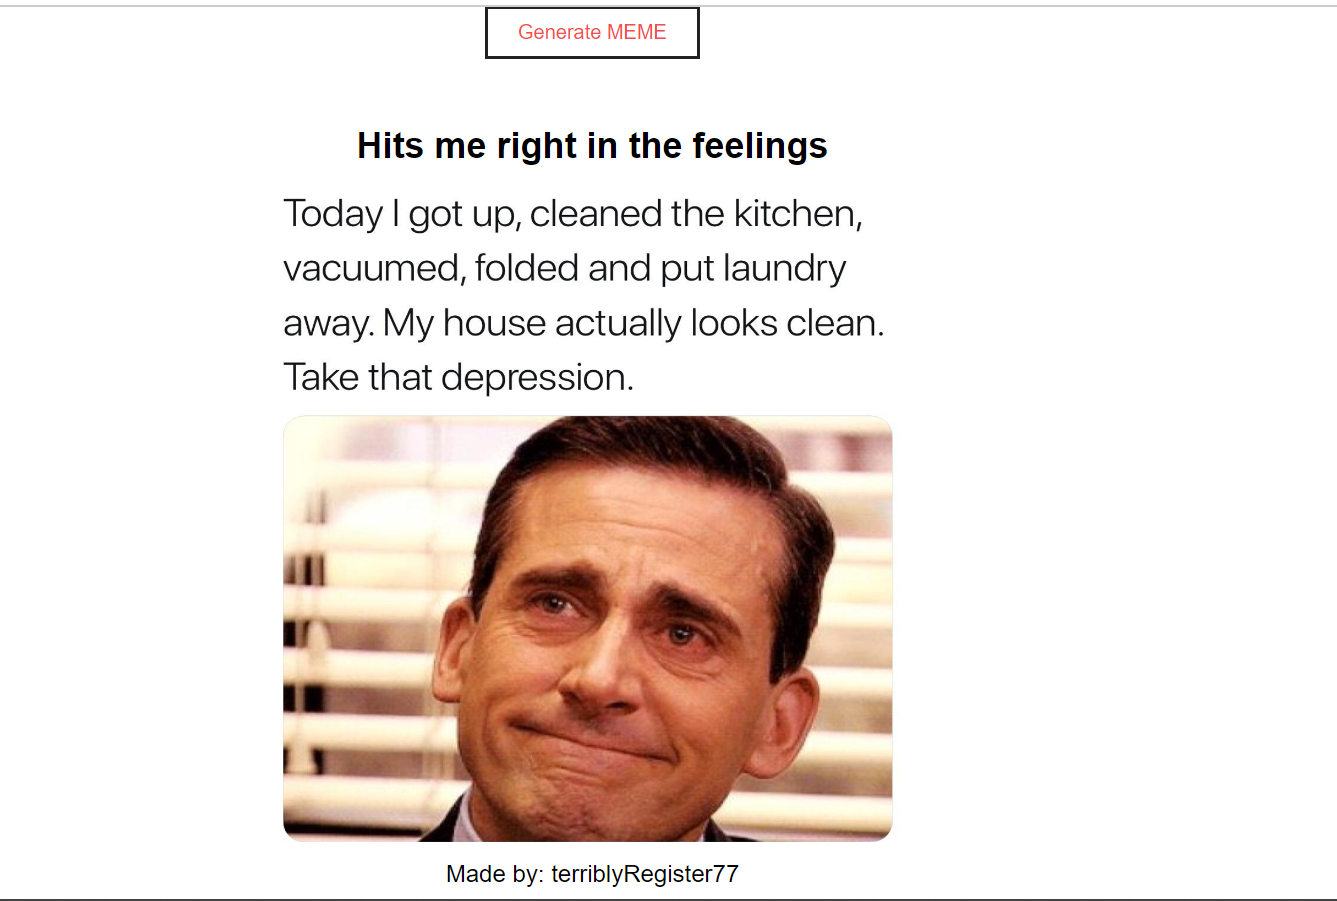 Generate MEME
Hits me right in the feelings
Today I got up, cleaned the kitchen,
vacuumed, folded and put laundry
away. My house actually looks clean.
Take that depression.
Made by: terriblyRegister77